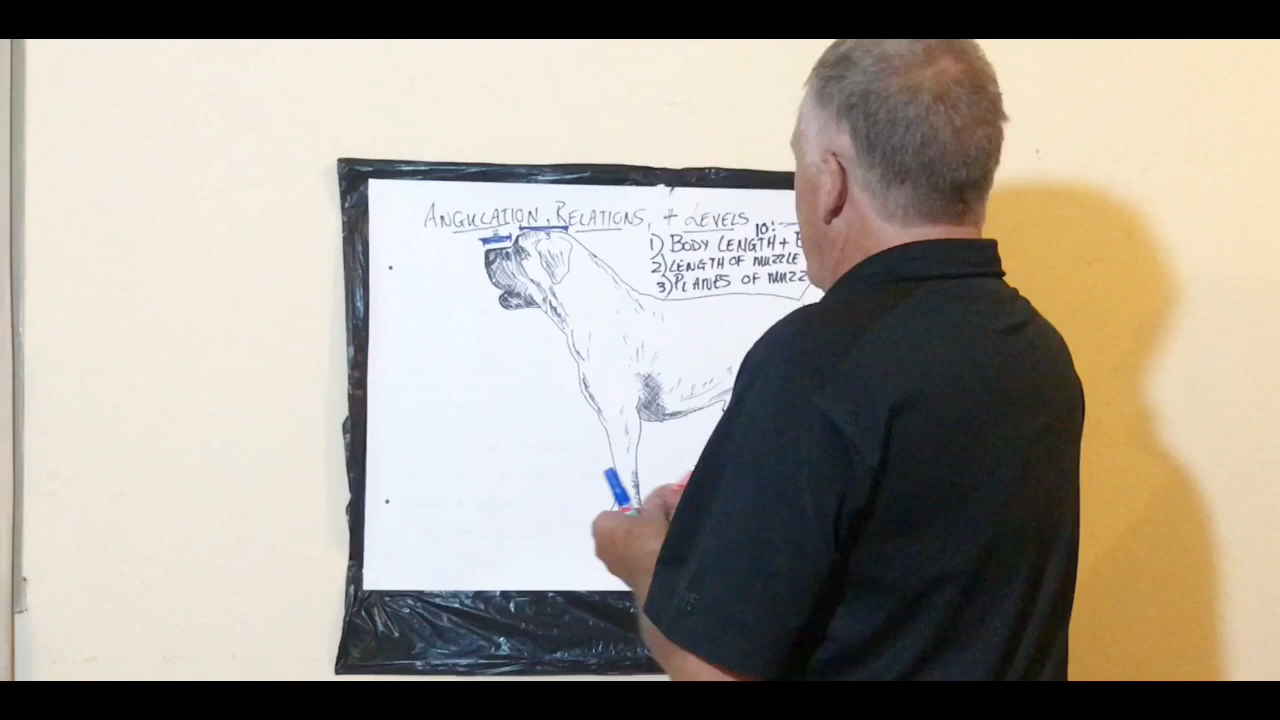 ANGULATION, RELATIONS, + LEVELS
10:
1) BODY LENGTH +
2) LENGTH OF MUZZLE
3) PLANES OF MUZZ